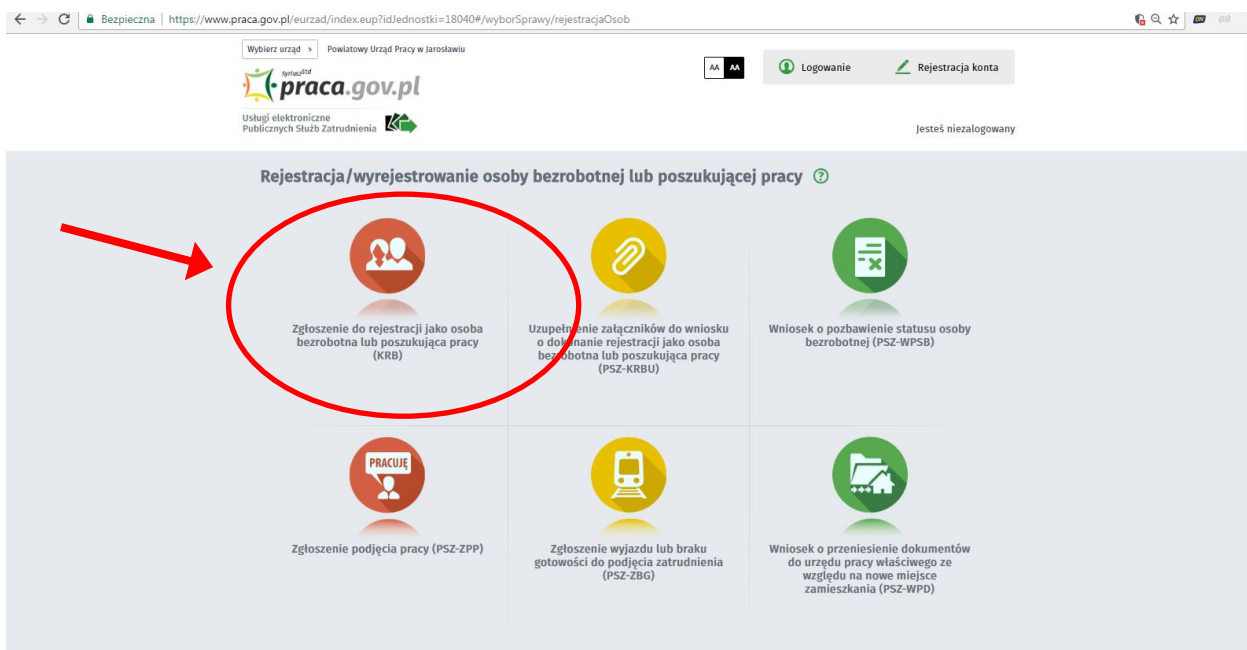 Bezpieczna | https://www.praca.gov.pl/eurzad/index.eup?idJednostki=18040#/wyborSprawy/rejestracjaOsob
Wybierz urząd Powiatowy Urząd Pracy w Jarosławiu
AA AA
Logowanie
Rejestracja konta
syriuszStd
praca.gov.pl
Usługi elektroniczne
Publicznych Służb Zatrudnienia
Jesteś niezalogowany
Rejestracja/wyrejestrowanie osoby bezrobotnej lub poszukującej pracy ?
Zgłoszenie do rejestracji jako osoba
bezrobotna lub poszukująca pracy
(KRB)
Uzupełnienie załączników do wniosku
o dokonanie rejestracji jako osoba
bezrobotna lub poszukująca pracy
(PSZ-KRBU)
Wniosek o pozbawienie statusu osoby
bezrobotnej (PSZ-WPSB)
PRACUJĘ
Zgłoszenie podjęcia pracy (PSZ-ZPP)
Zgłoszenie wyjazdu lub braku
gotowości do podjęcia zatrudnienia
(PSZ-ZBG)
Wniosek o przeniesienie dokumentów
do urzędu pracy właściwego ze
względu na nowe miejsce
zamieszkania (PSZ-WPD)